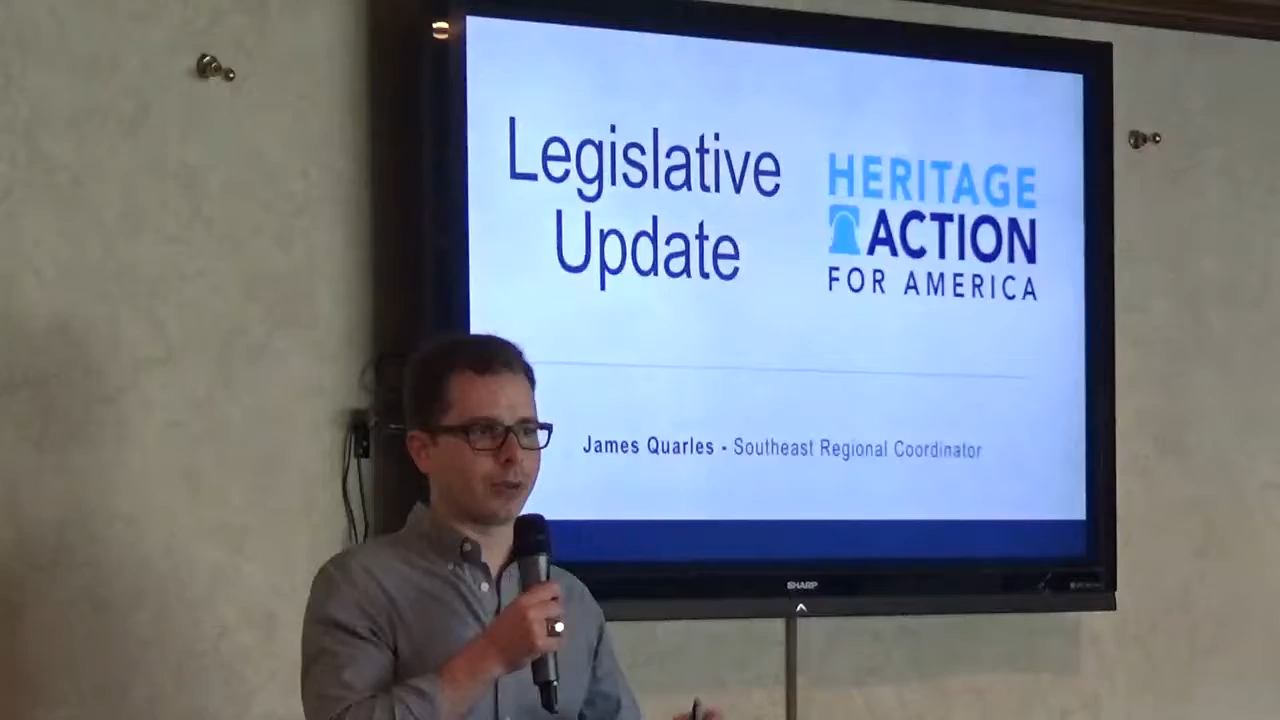 Legislative
Update
HERITAGE
ACTION
FOR AMERICA
James Quarles - Southeast Regional Coordinator
SHARP